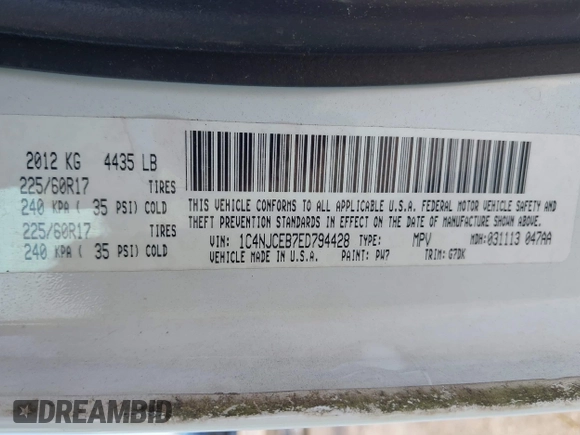 2012 KG 4435 LB
225/60R17 TIRES
240 KPA ( 35 PSI) COLD
225/60R17 TIRES
240 KPA ( 35 PSI) COLD
THIS VEHICLE CONFORMS TO ALL APPLICABLE U.S.A. FEDERAL MOTOR VEHICLE SAFETY AND
THEFT PREVENTION STANDARDS IN EFFECT ON THE DATE OF MANUFACTURE SHOWN ABOVE.
VIN: 1C4NJCEB7ED794428 TYPE: MPV MDH: 031113 047AA
VEHICLE MADE IN U.S.A. PAINT: PW7 TRIM: G7DK
DREAMBID